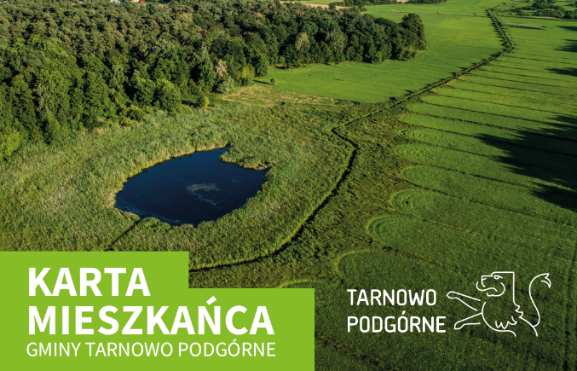 KARTA
MIESZKAŃCA
GMINY TARNOWO PODGÓRNE
TARNOWO
PODGÓRNE